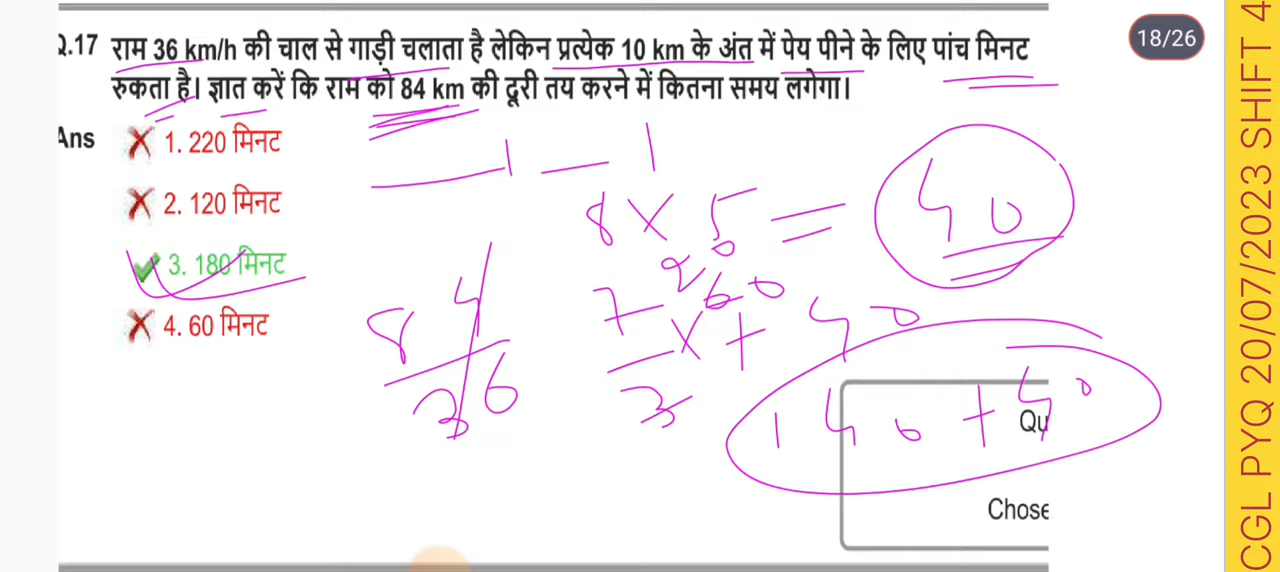 18/26
Q.17 राम 36 km/h की चाल से गाड़ी चलाता है लेकिन प्रत्येक 10 km के अंत में पेय पीने के लिए पांच मिनट
रुकता है। ज्ञात करें कि राम को 84 km की दूरी तय करने में कितना समय लगेगा।
Ans 1. 220 मिनट
2. 120 मिनट
3. 180 मिनट
4. 60 मिनट
8 × 5 = 40
84
36
20
7 60
3 × + 40
140 + 40
Qu
Chose
CGL PYQ 20/07/2023 SHIFT 4